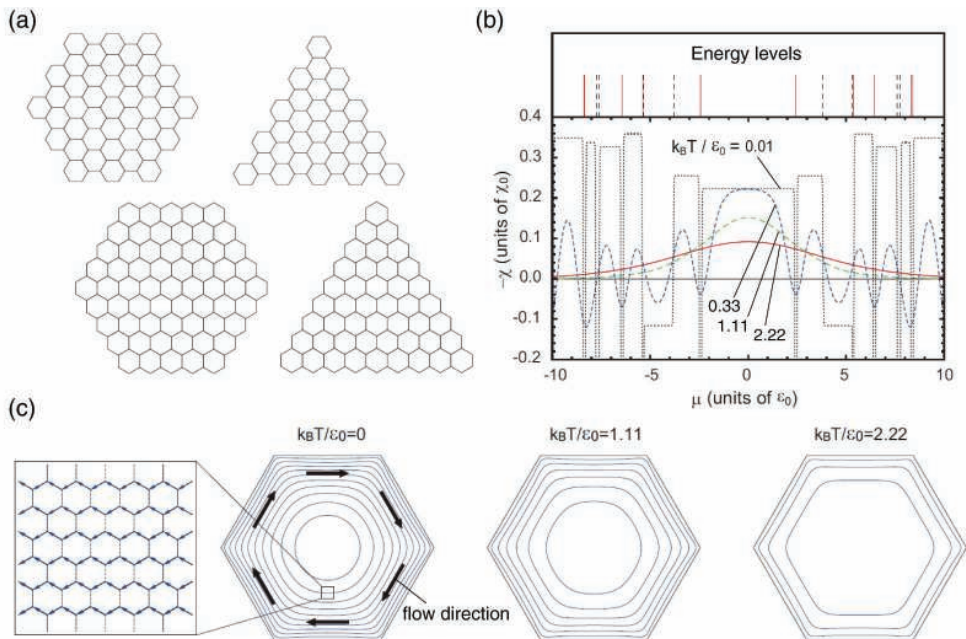 (a)
(b)
Energy levels
0.4
0.3
0.2
0.1
0.0
-0.1
-0.2
−χ (units of χ0)
kBT / ε0 = 0.01
0.33
1.11
2.22
-10
-5
0
5
10
μ (units of ε0)
(c)
kBT/ε0=0
kBT/ε0=1.11
kBT/ε0=2.22
flow direction